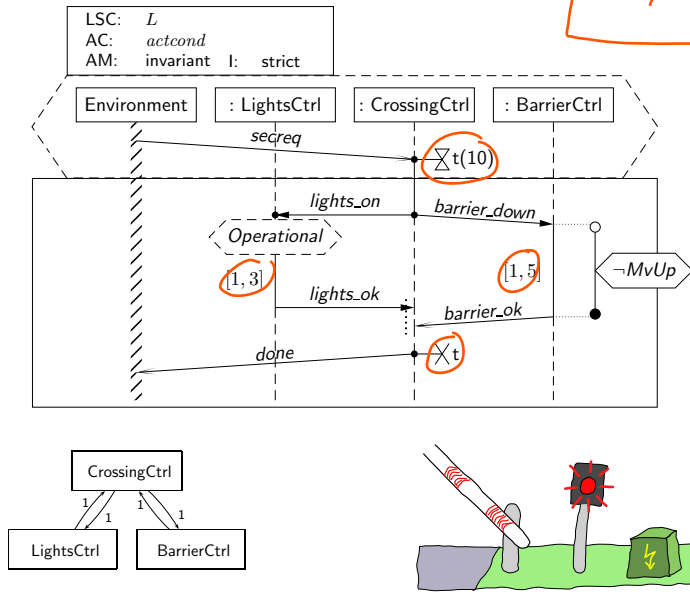 LSC: L
AC: actcond
AM: invariant I: strict
Environment : LightsCtrl : CrossingCtrl : BarrierCtrl
secreq
t(10)
lights_on barrier_down
Operational
¬MvUp
[1, 3] [1, 5]
lights_ok barrier_ok
done t
CrossingCtrl
1 1 1 1
LightsCtrl BarrierCtrl